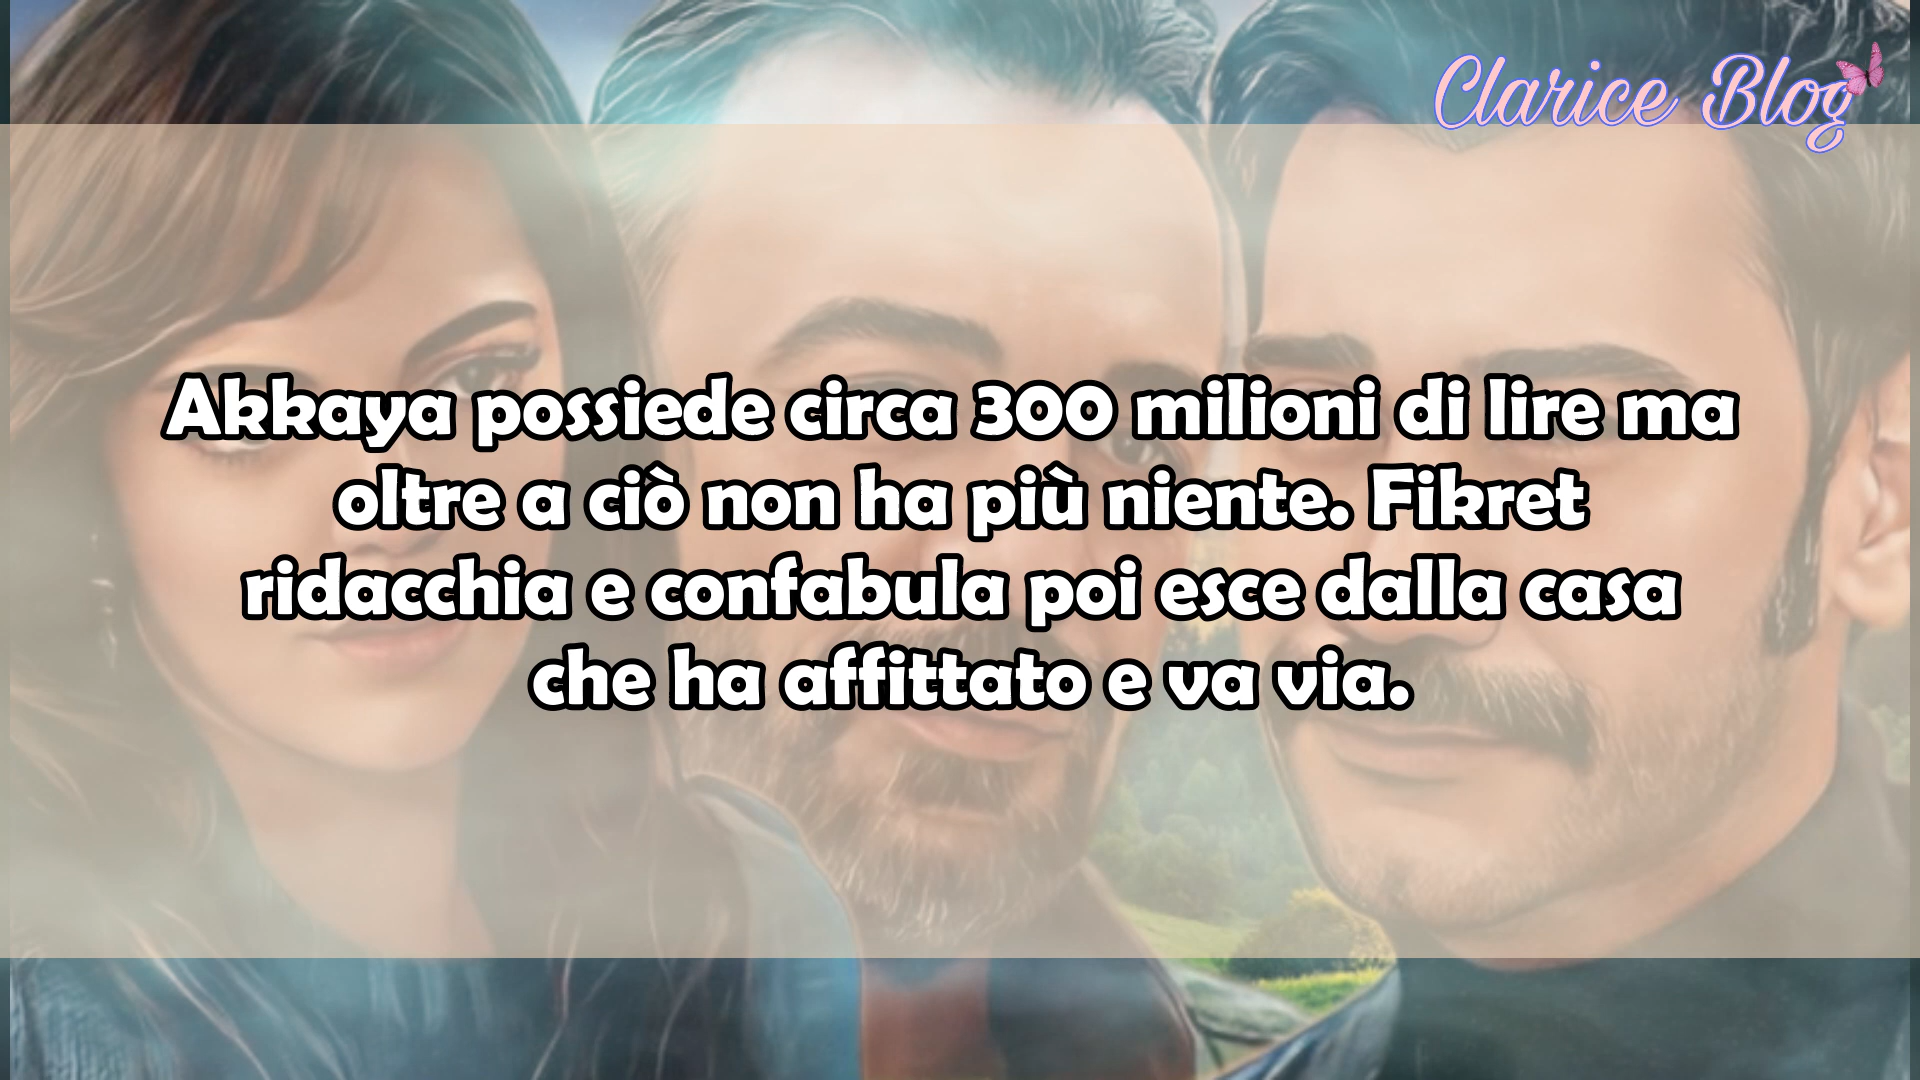 Clarice Blog
Akkaya possiede circa 300 milioni di lire ma
oltre a ciò non ha più niente. Fikret
ridacchia e confabula poi esce dalla casa
che ha affittato e va via.